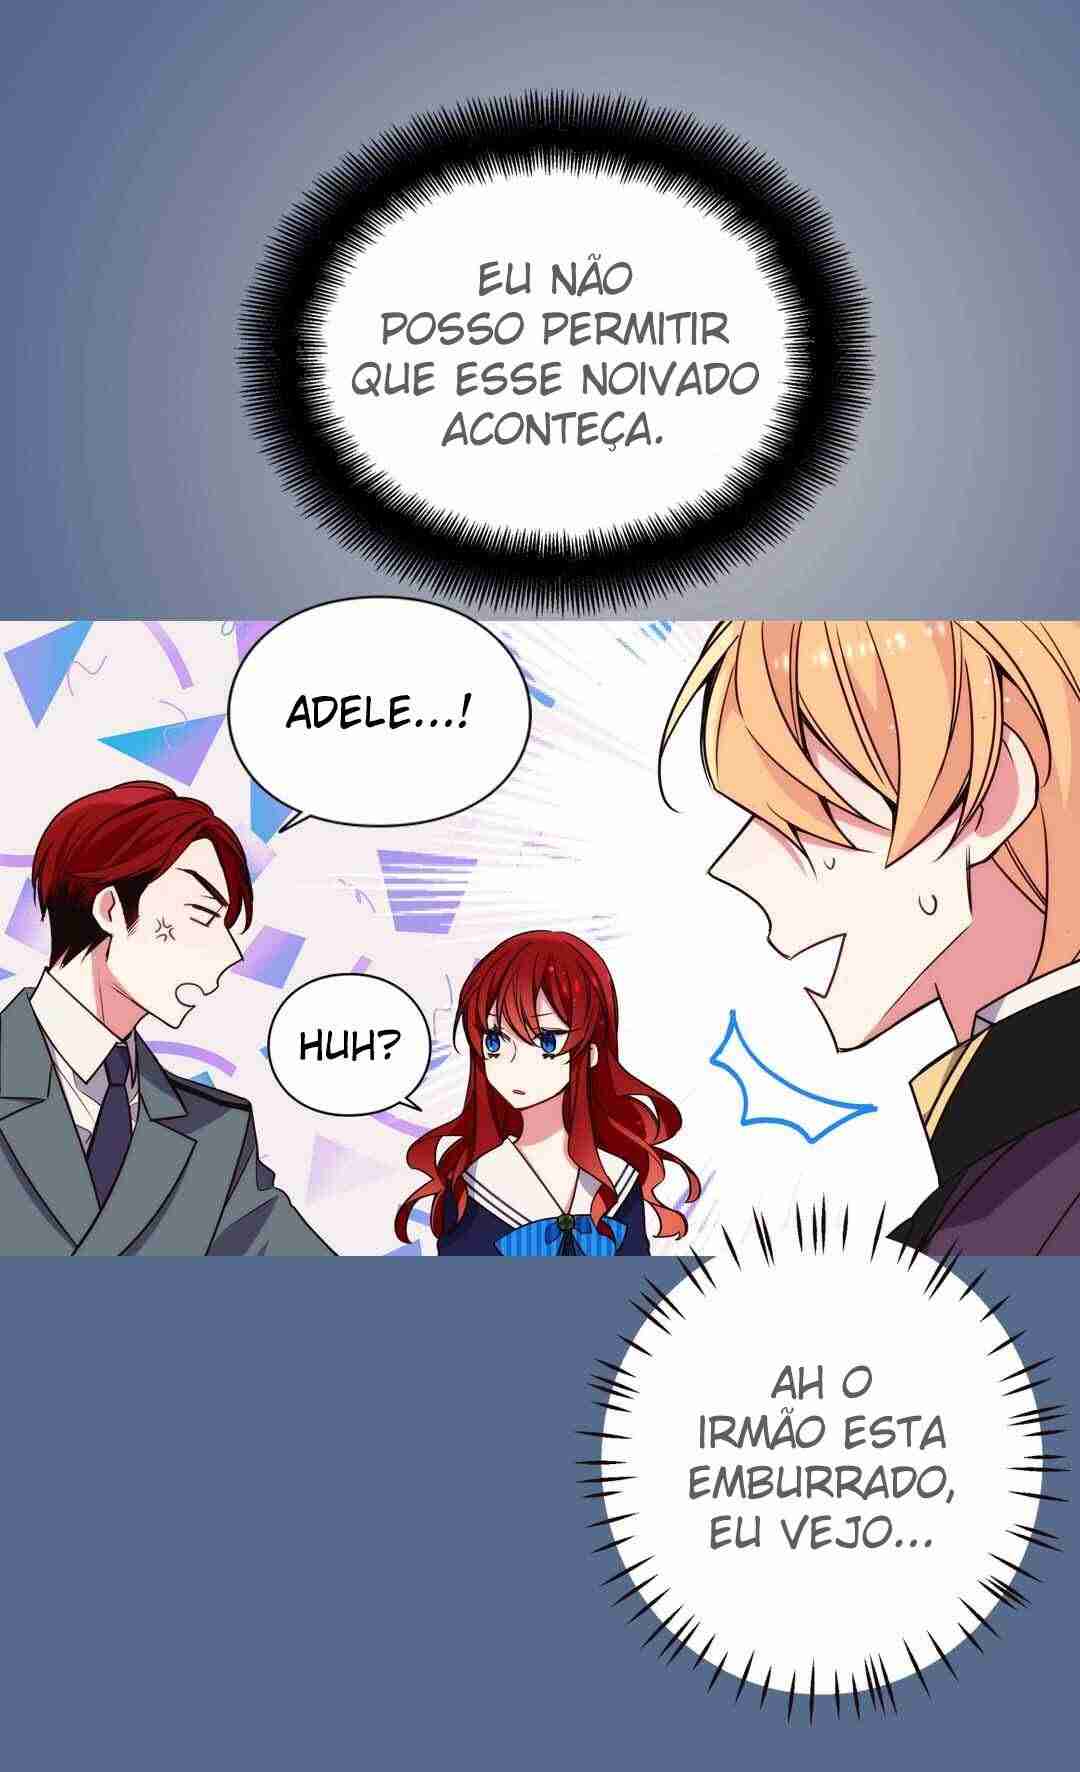 EU NÃO
POSSO PERMITIR
QUE ESSE NOIVADO
ACONTEÇA.
ADELE...!
HUH?
AH O
IRMÃO ESTA
EMBURRADO,
EU VEJO...